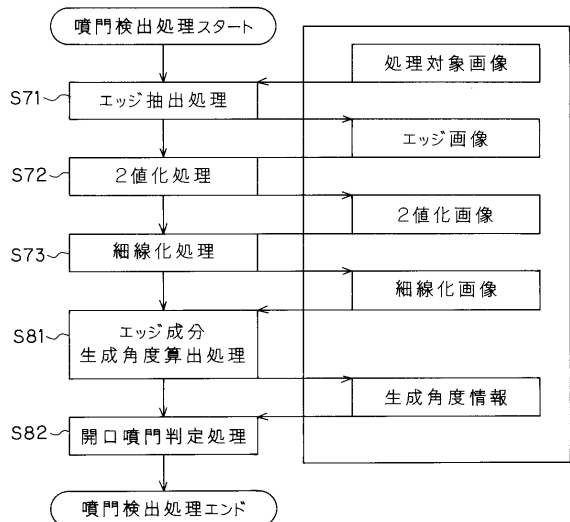 噴門検出処理スタート
処理対象画像
S71
エッジ抽出処理
エッジ画像
S72
2値化処理
2値化画像
S73
細線化処理
細線化画像
S81
エッジ成分
生成角度算出処理
生成角度情報
S82
開口噴門判定処理
噴門検出処理エンド